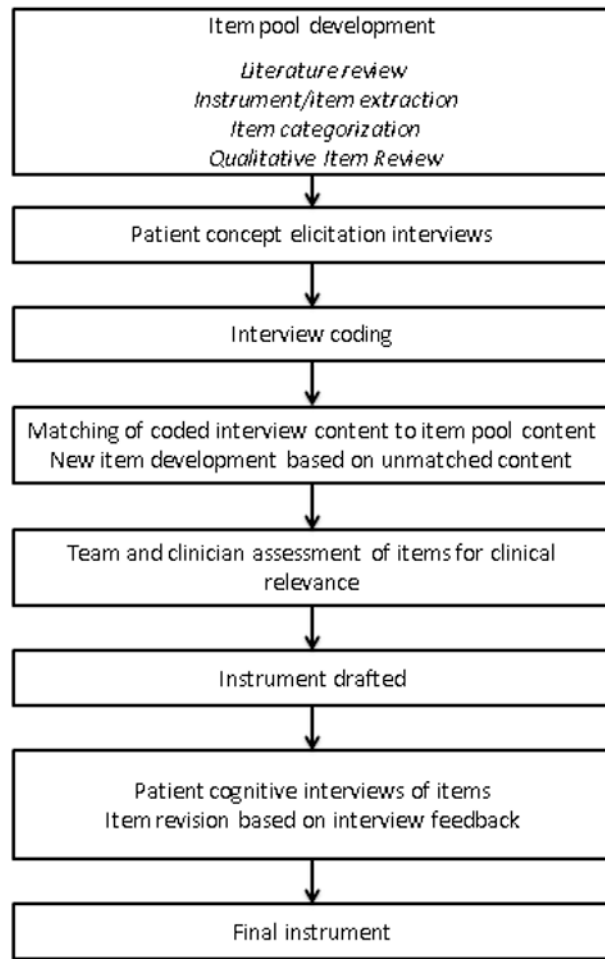 Item pool development
Literature review
Instrument/item extraction
Item categorization
Qualitative Item Review
Patient concept elicitation interviews
Interview coding
Matching of coded interview content to item pool content
New item development based on unmatched content
Team and clinician assessment of items for clinical
relevance
Instrument drafted
Patient cognitive interviews of items
Item revision based on interview feedback
Final instrument